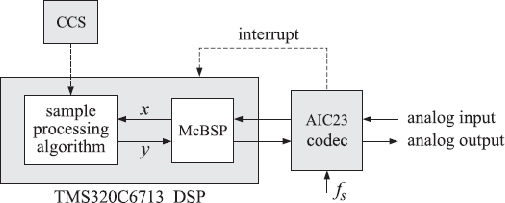 CCS
interrupt
sample
processing
algorithm
x
y
McBSP
AIC23
codec
analog input
analog output
fs
TMS320C6713 DSP